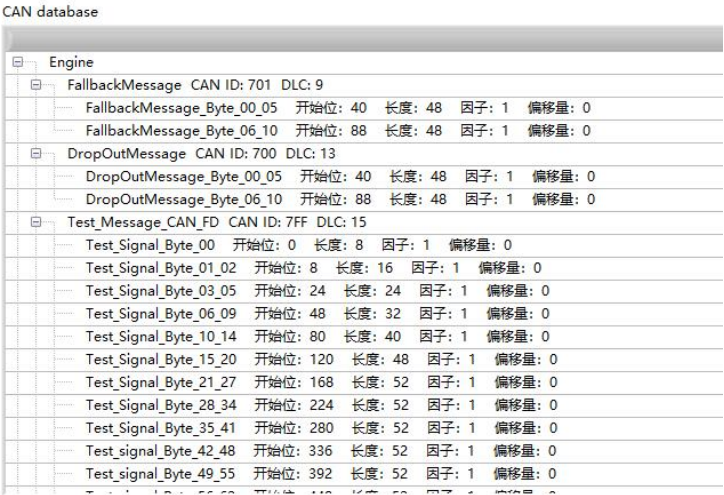 CAN database
Engine
FallbackMessage CAN ID: 701 DLC: 9
FallbackMessage_Byte_00_05 开始位: 40 长度: 48 因子: 1 偏移量: 0
FallbackMessage_Byte_06_10 开始位: 88 长度: 48 因子: 1 偏移量: 0
DropOutMessage CAN ID: 700 DLC: 13
DropOutMessage_Byte_00_05 开始位: 40 长度: 48 因子: 1 偏移量: 0
DropOutMessage_Byte_06_10 开始位: 88 长度: 48 因子: 1 偏移量: 0
Test_Message_CAN_FD CAN ID: 7FF DLC: 15
Test_Signal_Byte_00 开始位: 0 长度: 8 因子: 1 偏移量: 0
Test_Signal_Byte_01_02 开始位: 8 长度: 16 因子: 1 偏移量: 0
Test_Signal_Byte_03_05 开始位: 24 长度: 24 因子: 1 偏移量: 0
Test_Signal_Byte_06_09 开始位: 48 长度: 32 因子: 1 偏移量: 0
Test_Signal_Byte_10_14 开始位: 80 长度: 40 因子: 1 偏移量: 0
Test_Signal_Byte_15_20 开始位: 120 长度: 48 因子: 1 偏移量: 0
Test_Signal_Byte_21_27 开始位: 168 长度: 52 因子: 1 偏移量: 0
Test_Signal_Byte_28_34 开始位: 224 长度: 52 因子: 1 偏移量: 0
Test_Signal_Byte_35_41 开始位: 280 长度: 52 因子: 1 偏移量: 0
Test_signal_Byte_42_48 开始位: 336 长度: 52 因子: 1 偏移量: 0
Test_signal_Byte_49_55 开始位: 392 长度: 52 因子: 1 偏移量: 0